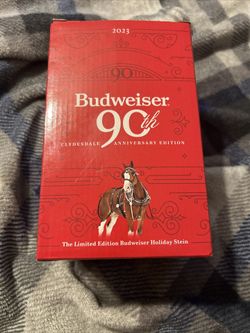 2023
90
Budweiser
90th
CLYDESDALE ANNIVERSARY EDITION
The Limited Edition Budweiser Holiday Stein